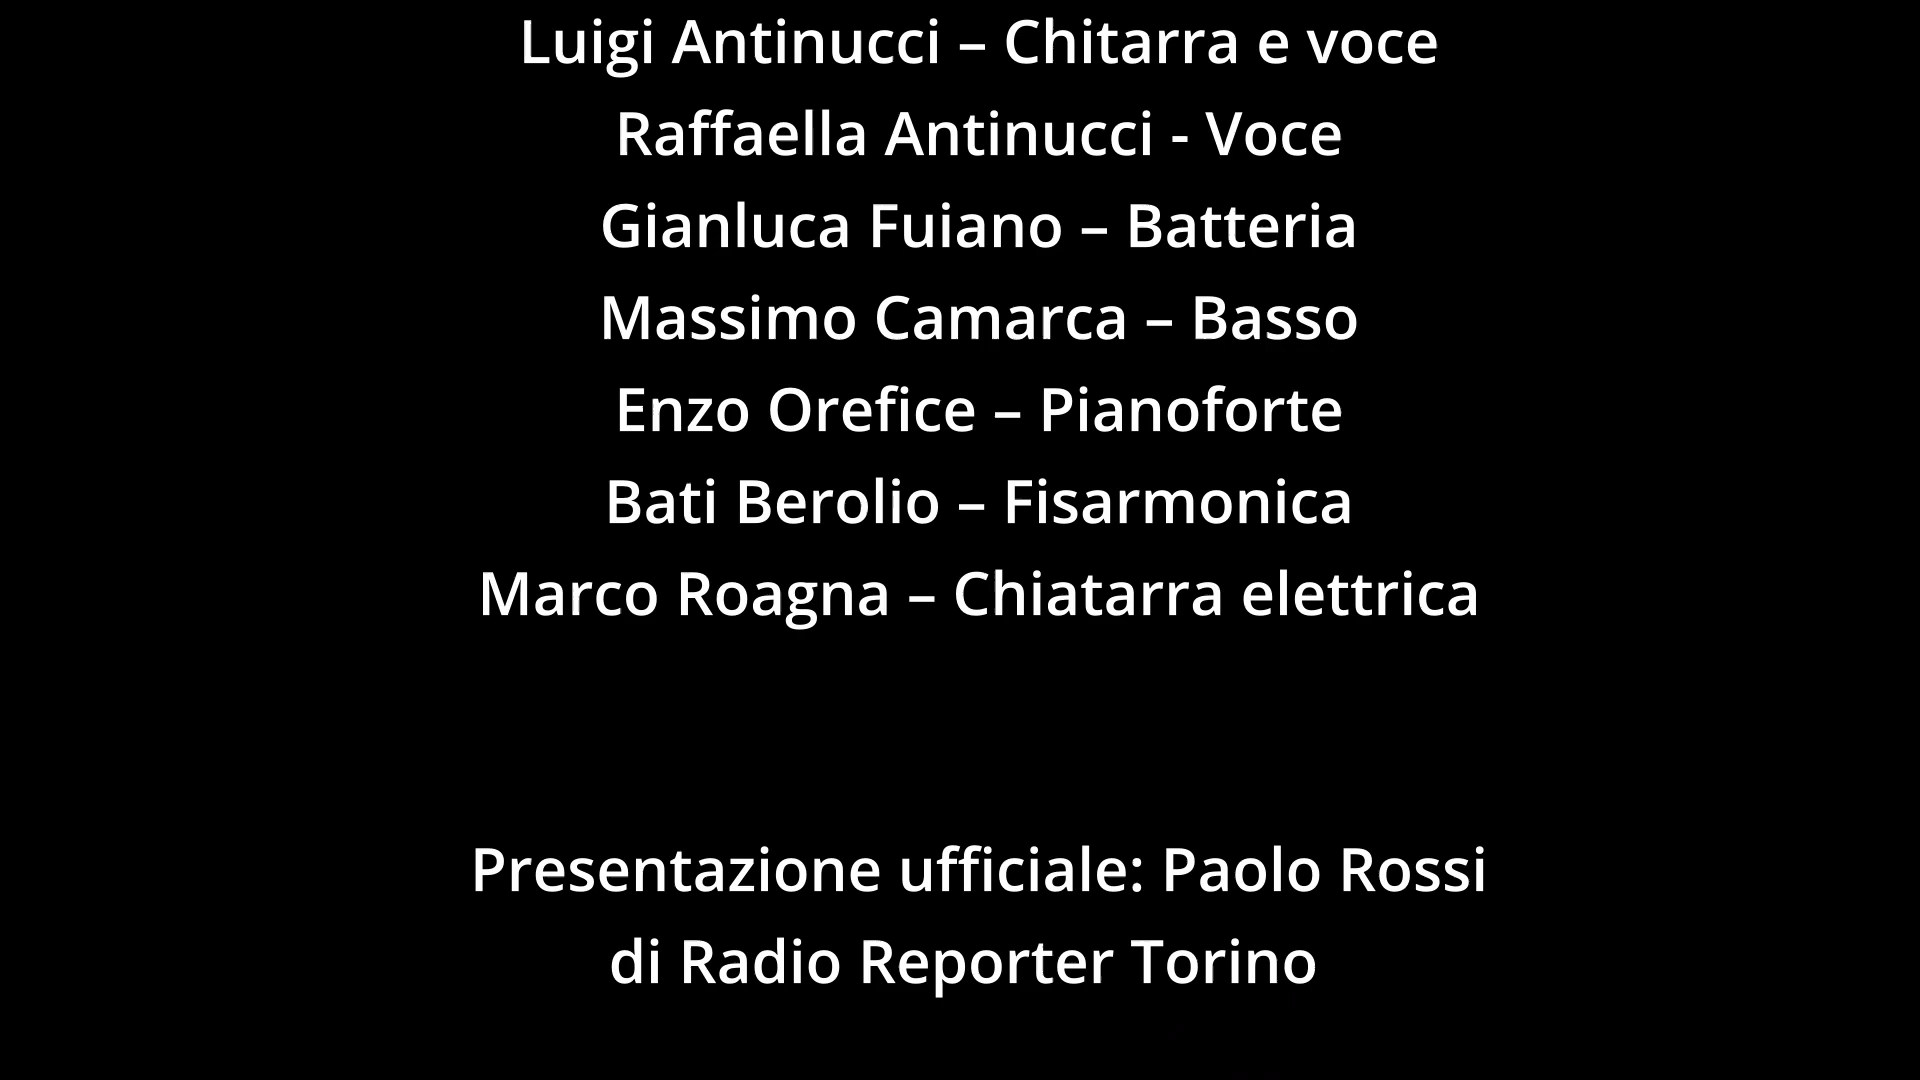 Luigi Antinucci – Chitarra e voce
Raffaella Antinucci - Voce
Gianluca Fuiano – Batteria
Massimo Camarca – Basso
Enzo Orefice – Pianoforte
Bati Berolio – Fisarmonica
Marco Roagna – Chiatarra elettrica
Presentazione ufficiale: Paolo Rossi
di Radio Reporter Torino